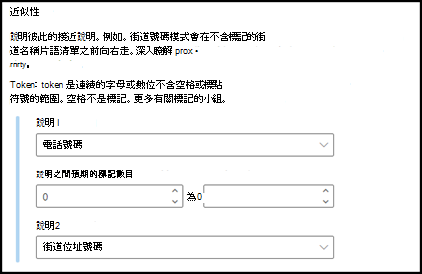 近似性
說明彼此的接近說明。例如。街道號碼模式會在不含標記的街
道名稱片語清單之前向右走。深入瞭解 prox・
rnrty。
Token: token 是連續的字母或數位不含空格或標點
符號的範圍。空格不是標記。更多有關標記的小組。
說明1
電話號碼
說明之間預期的標記數目
0 為0
說明2
街道位址號碼